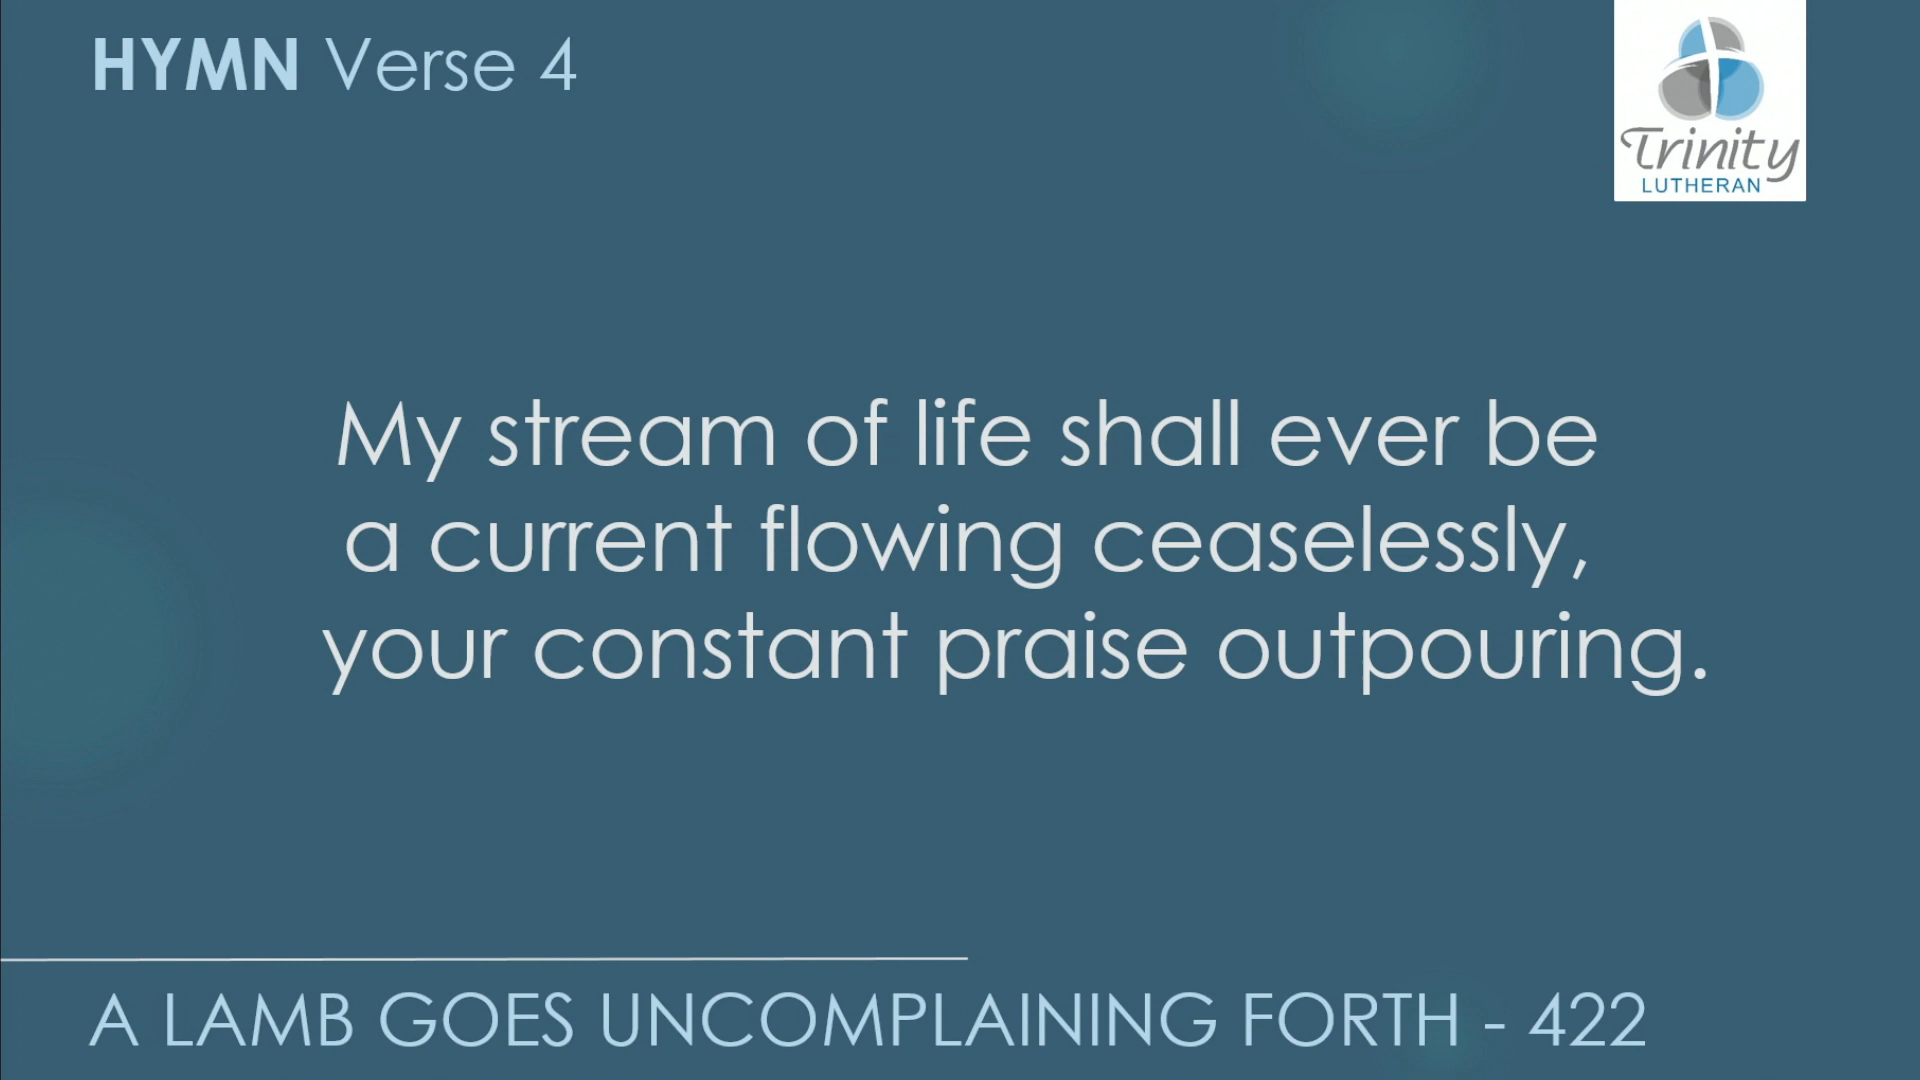 HYMN Verse 4
Trinity
LUTHERAN
My stream of life shall ever be
a current flowing ceaselessly,
your constant praise outpouring.
A LAMB GOES UNCOMPLAINING FORTH - 422